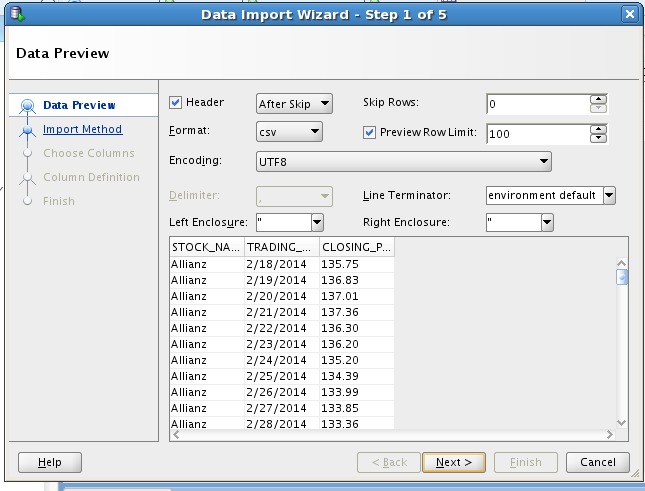 Data Import Wizard - Step 1 of 5
Data Preview
Data Preview
Import Method
Choose Columns
Column Definition
Finish
Header After Skip Skip Rows: 0
Format: csv Preview Row Limit: 100
Encoding: UTF8
Delimiter: , Line Terminator: environment default
Left Enclosure: " Right Enclosure: "
STOCK_NA... TRADING_... CLOSING_P...
Allianz 2/18/2014 135.75
Allianz 2/19/2014 136.83
Allianz 2/20/2014 137.01
Allianz 2/21/2014 137.36
Allianz 2/22/2014 136.30
Allianz 2/23/2014 136.20
Allianz 2/24/2014 135.20
Allianz 2/25/2014 134.39
Allianz 2/26/2014 133.99
Allianz 2/27/2014 133.85
Allianz 2/28/2014 133.36
Help < Back Next > Finish Cancel